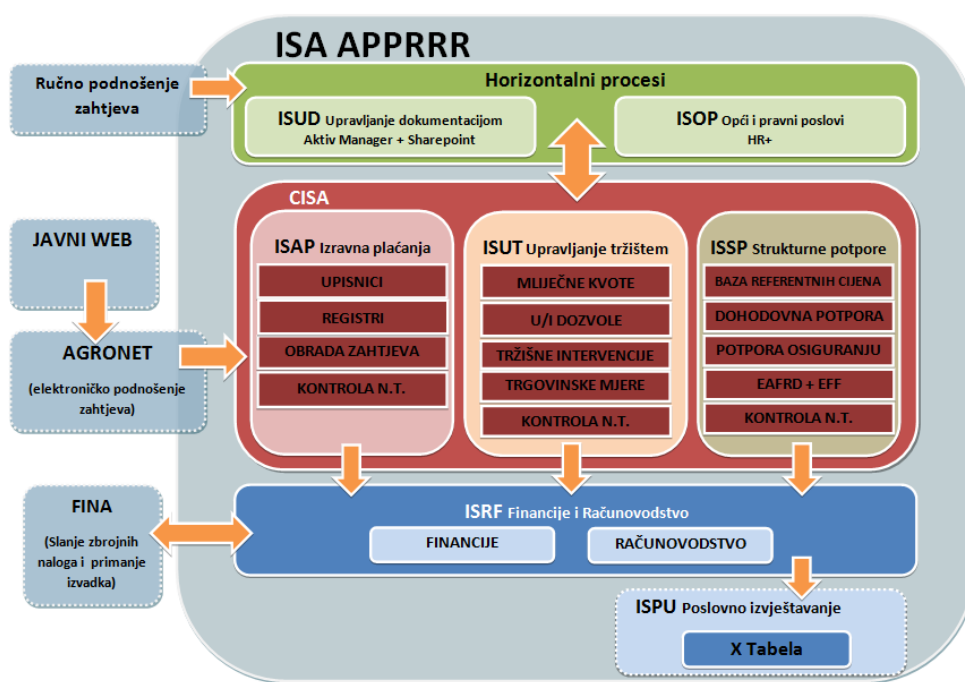 ISA APPRRR
Ručno podnošenje
zahtjeva
Horizontalni procesi
ISUD Upravljanje dokumentacijom
Aktiv Manager + Sharepoint
ISOP Opći i pravni poslovi
HR+
CISA
JAVNI WEB
AGRONET
(elektroničko podnošenje
zahtjeva)
ISAP Izravna plaćanja
UPISNICI
REGISTRI
OBRADA ZAHTJEVA
KONTROLA N.T.
ISUT Upravljanje tržištem
MLIJEČNE KVOTE
U/I DOZVOLE
TRŽIŠNE INTERVENCIJE
TRGOVINSKE MJERE
KONTROLA N.T.
ISSP Strukturne potpore
BAZA REFERENTNIH CIJENA
DOHODOVNA POTPORA
POTPORA OSIGURANJU
EAFRD + EFF
KONTROLA N.T.
FINA
(Slanje zbrojnih
naloga i primanje
izvadka)
ISRF Financije i Računovodstvo
FINANCIJE
RAČUNOVODSTVO
ISPU Poslovno izvještavanje
X Tabela